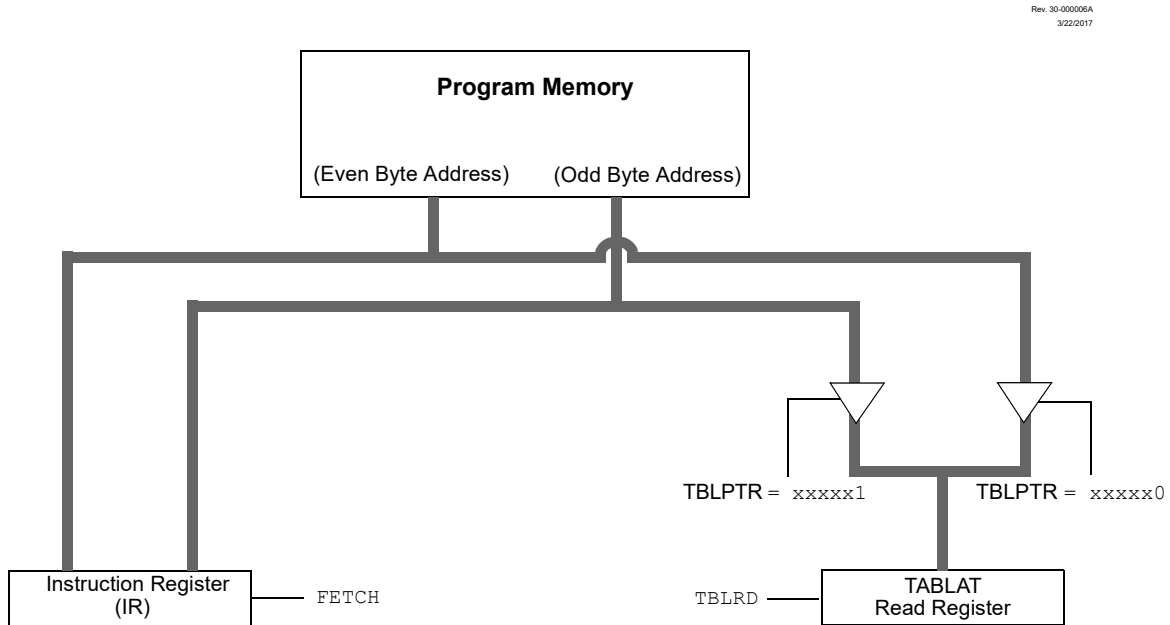 Rev. 30-000006A
3/22/2017
Program Memory
(Even Byte Address)
(Odd Byte Address)
TBLPTR = xxxxx1
TBLPTR = xxxxx0
Instruction Register
(IR)
FETCH
TBLRD
TABLAT
Read Register